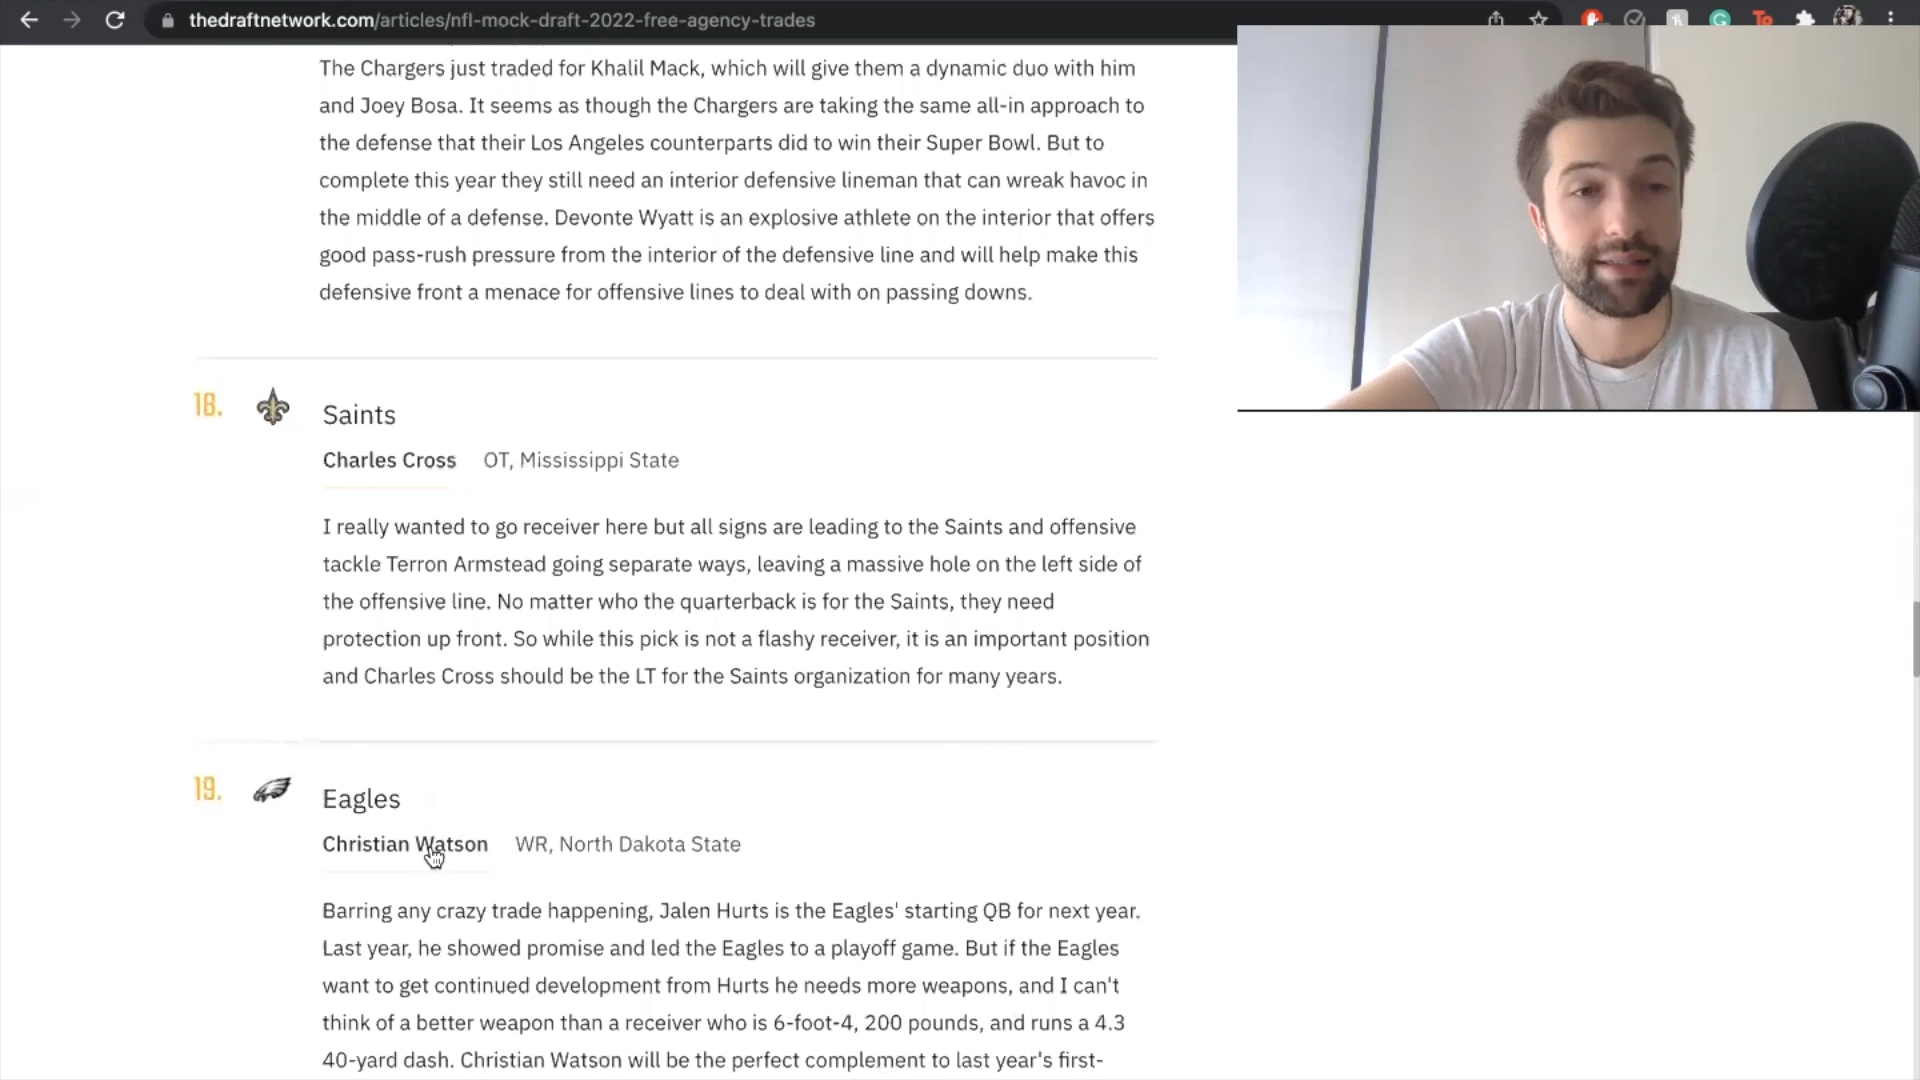 thedraftnetwork.com/articles/nfl-mock-draft-2022-free-agency-trades
The Chargers just traded for Khalil Mack, which will give them a dynamic duo with him
and Joey Bosa. It seems as though the Chargers are taking the same all-in approach to
the defense that their Los Angeles counterparts did to win their Super Bowl. But to
complete this year they still need an interior defensive lineman that can wreak havoc in
the middle of a defense. Devonte Wyatt is an explosive athlete on the interior that offers
good pass-rush pressure from the interior of the defensive line and will help make this
defensive front a menace for offensive lines to deal with on passing downs.
18.
Saints
Charles Cross OT, Mississippi State
I really wanted to go receiver here but all signs are leading to the Saints and offensive
tackle Terron Armstead going separate ways, leaving a massive hole on the left side of
the offensive line. No matter who the quarterback is for the Saints, they need
protection up front. So while this pick is not a flashy receiver, it is an important position
and Charles Cross should be the LT for the Saints organization for many years.
19.
Eagles
Christian Watson WR, North Dakota State
Barring any crazy trade happening, Jalen Hurts is the Eagles' starting QB for next year.
Last year, he showed promise and led the Eagles to a playoff game. But if the Eagles
want to get continued development from Hurts he needs more weapons, and I can't
think of a better weapon than a receiver who is 6-foot-4, 200 pounds, and runs a 4.3
40-yard dash. Christian Watson will be the perfect complement to last year's first-